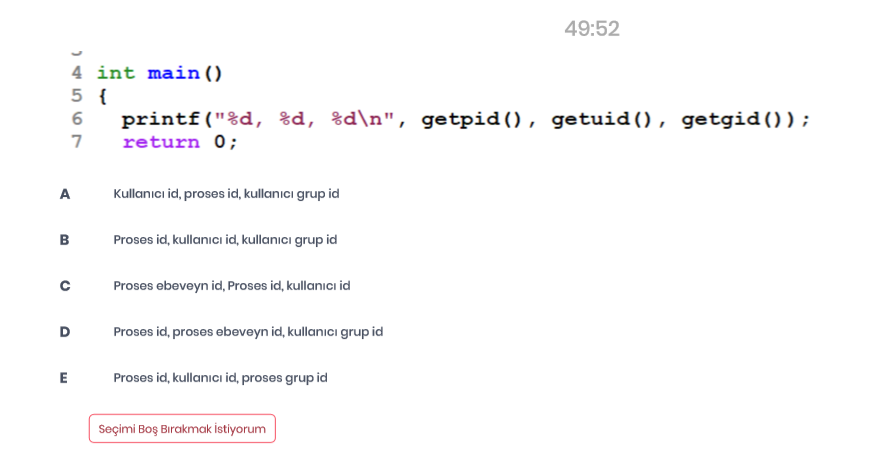 49:52
4 int main()
5 {
6 printf("%d, %d, %d\n", getpid(), getuid(), getgid());
7 return 0;
A Kullanıcı id, proses id, kullanıcı grup id
B Proses id, kullanıcı id, kullanıcı grup id
C Proses ebeveyn id, Proses id, kullanıcı id
D Proses id, proses ebeveyn id, kullanıcı grup id
E Proses id, kullanıcı id, proses grup id
Seçimi Boş Bırakmak İstiyorum